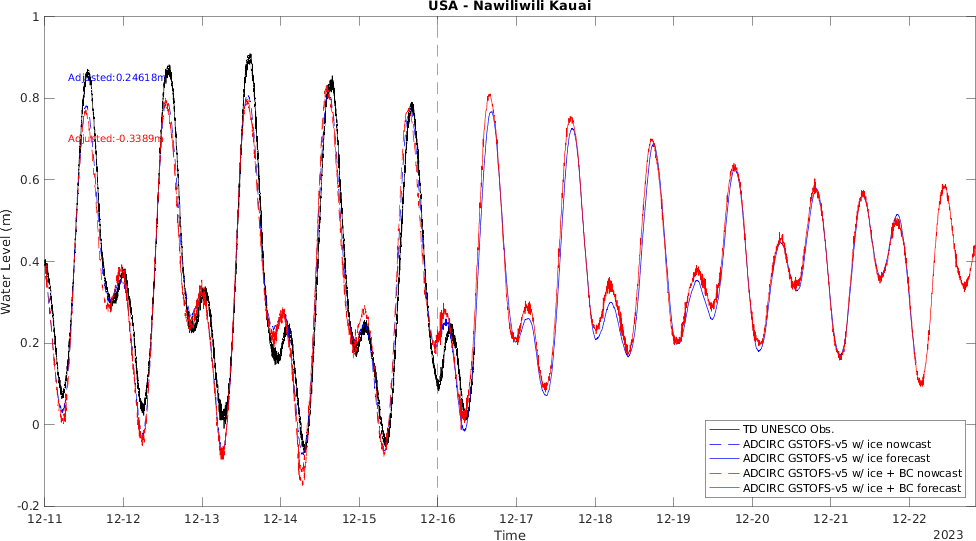 USA - Nawiliwili Kauai
1
0.8
0.6
0.4
0.2
0
-0.2
Water Level (m)
Adjusted:0.24618m
Adjusted:-0.3389m
TD UNESCO Obs.
ADCIRC GSTOFS-v5 w/ ice nowcast
ADCIRC GSTOFS-v5 w/ ice forecast
ADCIRC GSTOFS-v5 w/ ice + BC nowcast
ADCIRC GSTOFS-v5 w/ ice + BC forecast
12-11 12-12 12-13 12-14 12-15 12-16 12-17 12-18 12-19 12-20 12-21 12-22
Time
2023